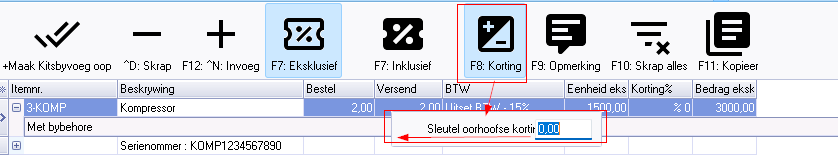 +Maak Kitsbyvoeg oop ^D: Skrap F12: ^N: Invoeg F7: Eksklusief F7: Inklusief F8: Korting F9: Opmerking F10: Skrap alles F11: Kopieer
Itemnr. Beskrywing Bestel Versend BTW Eenheid eks Korting% Bedrag eksk
3-KOMP Kompressor 2,00 2,00 Uitset BTW - 15% 1500,00 % 0 3000,00
Met bybehore Sleutel oorhoofse kortin 0,00
Serienommer : KOMP1234567890